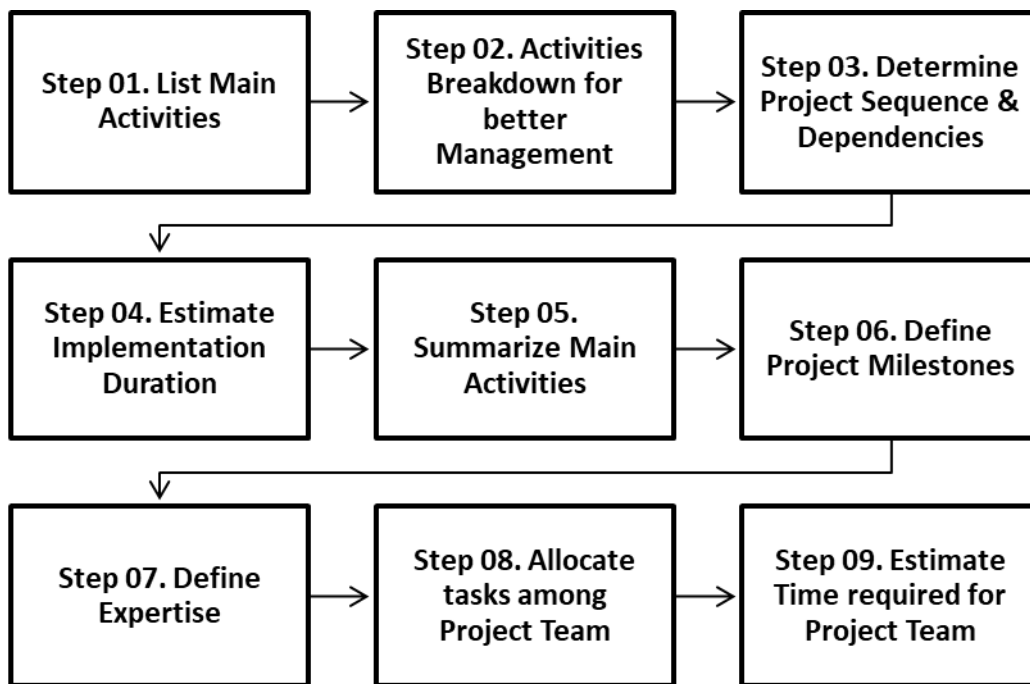 Step 01. List Main
Activities
Step 02. Activities
Breakdown for
better
Management
Step 03. Determine
Project Sequence &
Dependencies
Step 04. Estimate
Implementation
Duration
Step 05.
Summarize Main
Activities
Step 06. Define
Project Milestones
Step 07. Define
Expertise
Step 08. Allocate
tasks among
Project Team
Step 09. Estimate
Time required for
Project Team